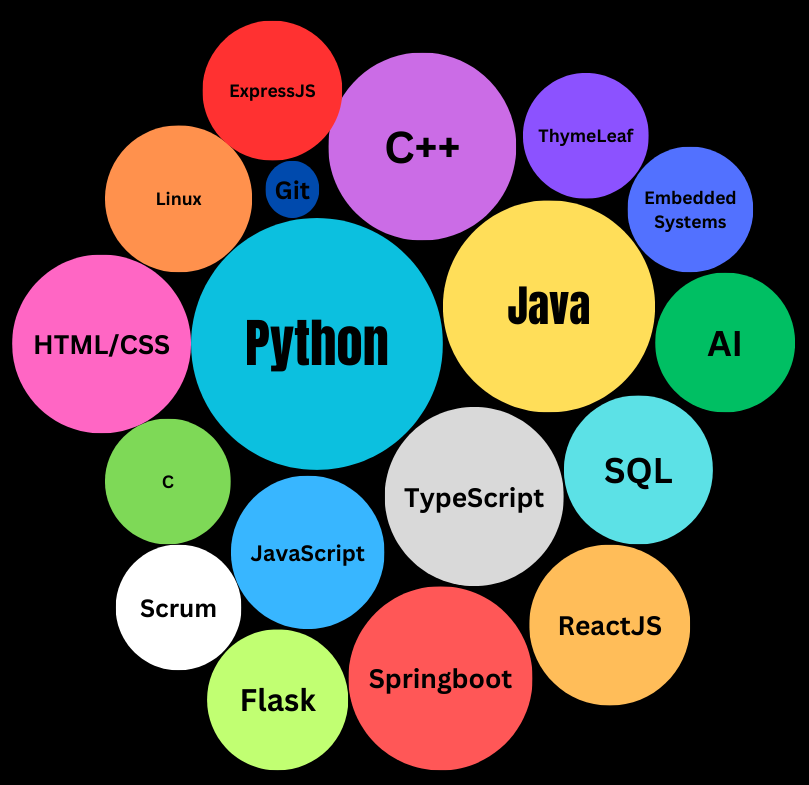 ExpressJS
C++
ThymeLeaf
Linux
Git
Embedded
Systems
Python
Java
HTML/CSS
AI
C
TypeScript
SQL
JavaScript
Scrum
ReactJS
Flask
Springboot